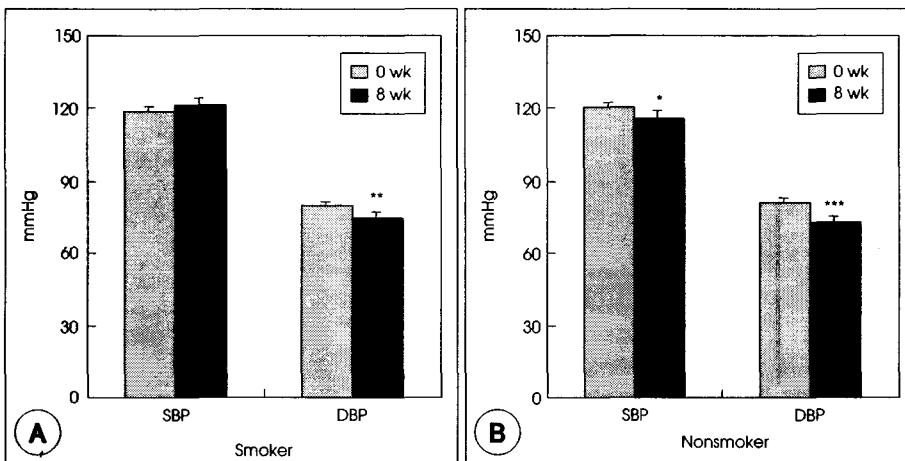 150
120
90
60
30
0
mmHg
0 wk
8 wk
**
SBP
DBP
Smoker
A
150
120
90
60
30
0
mmHg
0 wk
8 wk
*
***
SBP
DBP
Nonsmoker
B